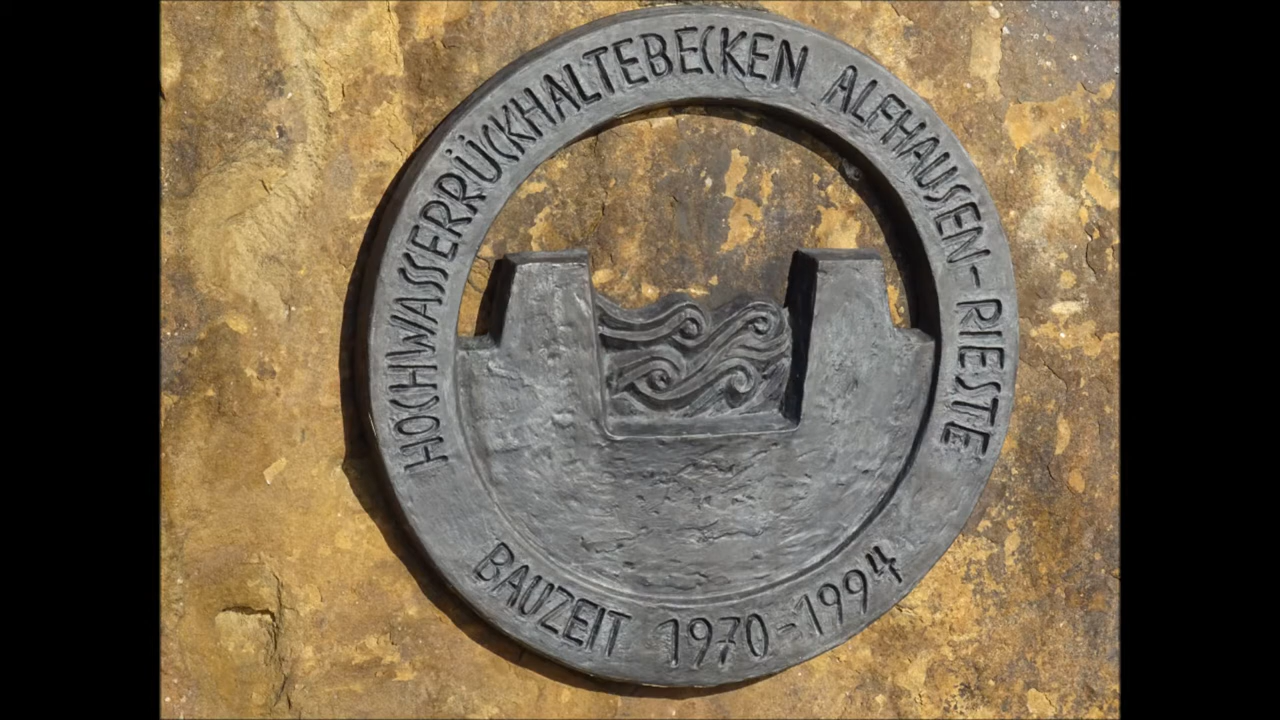 HOCHWASSERRÜCKHALTEBECKEN ALFHAUSEN-RIESTE
BAUZEIT 1970-1994